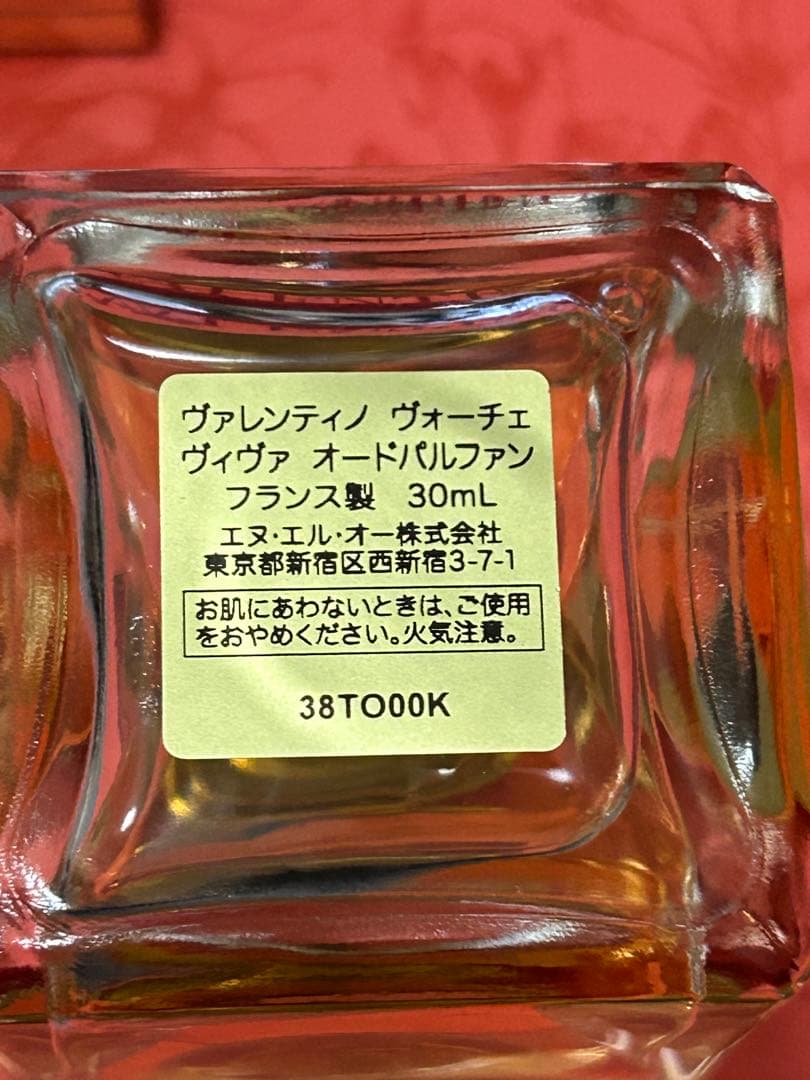 ヴァレンティノ ヴォーチェ
ヴィヴァ オードパルファン
フランス製 30mL
エヌ・エル・オー株式会社
東京都新宿区西新宿3-7-1
お肌にあわないときは、ご使用
をおやめください。火気注意。
38TO00K